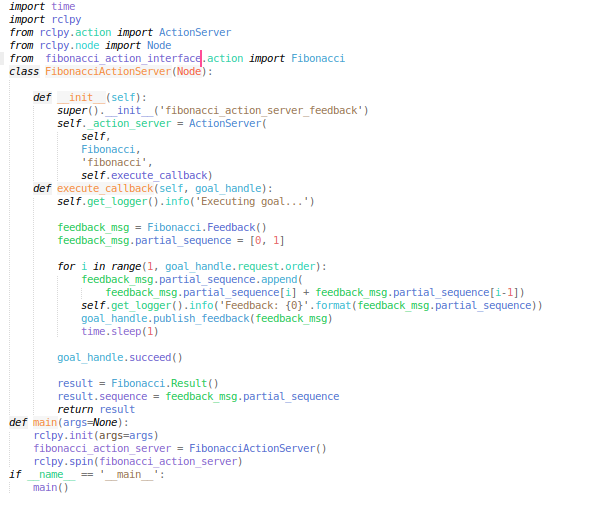 import time
import rclpy
from rclpy.action import ActionServer
from rclpy.node import Node
from  fibonacci_action_interface.action import Fibonacci
class FibonacciActionServer(Node):
    def __init__(self):
        super().__init__('fibonacci_action_server_feedback')
        self._action_server = ActionServer(
            self,
            Fibonacci,
            'fibonacci',
            self.execute_callback)
    def execute_callback(self, goal_handle):
        self.get_logger().info('Executing goal...')
        feedback_msg = Fibonacci.Feedback()
        feedback_msg.partial_sequence = [0, 1]
        for i in range(1, goal_handle.request.order):
            feedback_msg.partial_sequence.append(
                feedback_msg.partial_sequence[i] + feedback_msg.partial_sequence[i-1])
            self.get_logger().info('Feedback: {0}'.format(feedback_msg.partial_sequence))
            goal_handle.publish_feedback(feedback_msg)
            time.sleep(1)
        goal_handle.succeed()
        result = Fibonacci.Result()
        result.sequence = feedback_msg.partial_sequence
        return result
def main(args=None):
    rclpy.init(args=args)
    fibonacci_action_server = FibonacciActionServer()
    rclpy.spin(fibonacci_action_server)
if __name__ == '__main__':
    main()